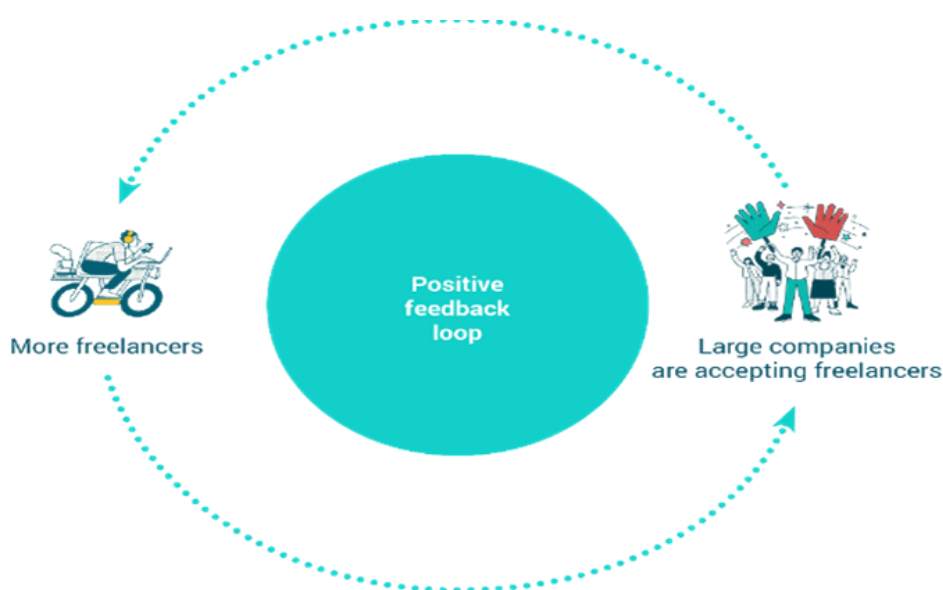 Positive
feedback
loop
More freelancers
Large companies
are accepting freelancers